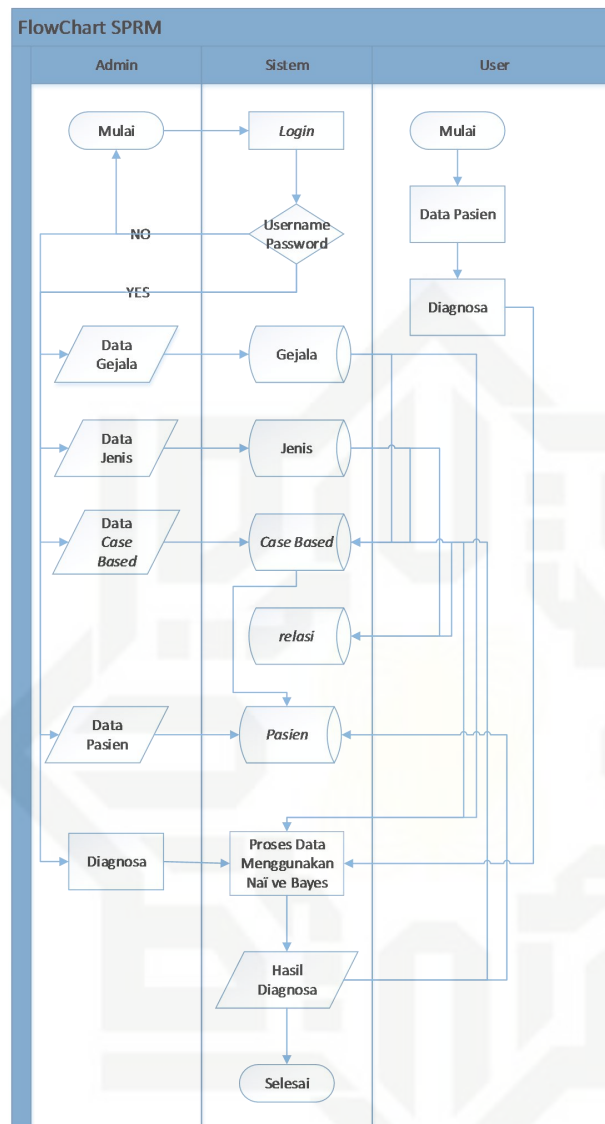 FlowChart SPRM
Admin
Sistem
User
Mulai
Login
Mulai
Username
Password
NO
Data Pasien
YES
Diagnosa
Data
Gejala
Gejala
Data
Jenis
Jenis
Data
Case
Based
Case Based
relasi
Data
Pasien
Pasien
Diagnosa
Proses Data
Menggunakan
Naï ve Bayes
Hasil
Diagnosa
Selesai